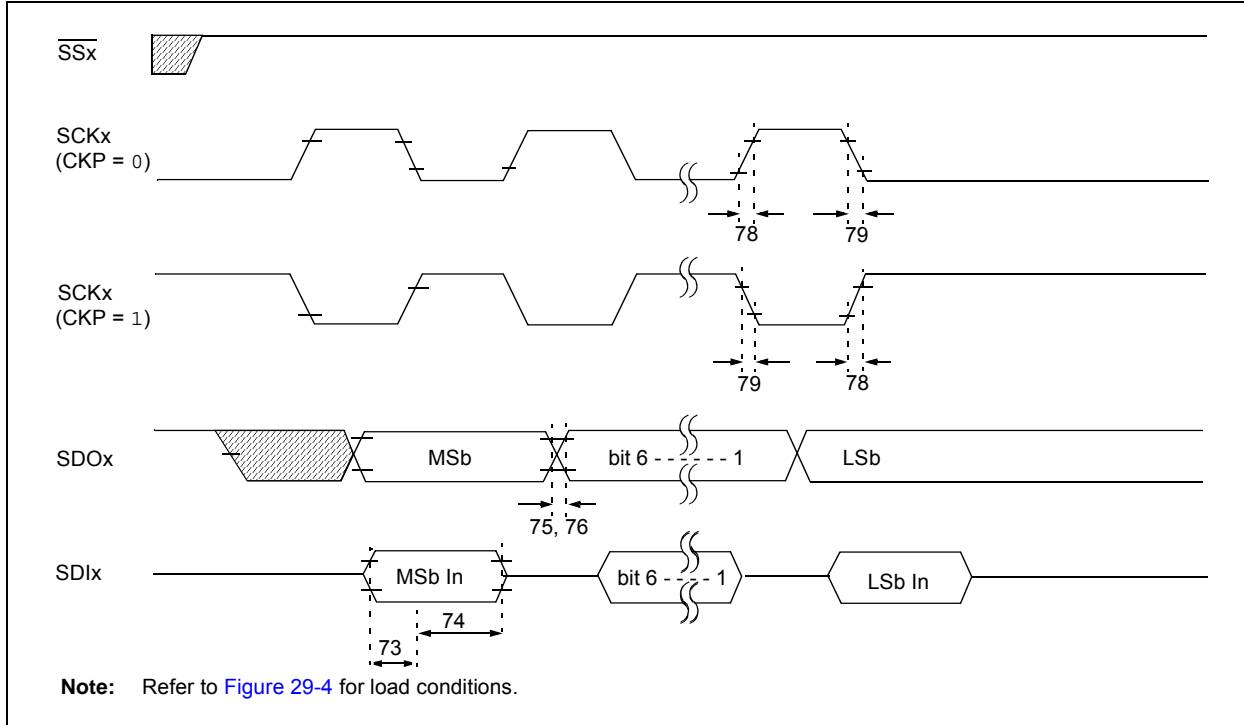 SSx
SCKx
(CKP = 0)
78
79
SCKx
(CKP = 1)
79
78
SDOx
MSb
bit 6 - - - - - - 1
LSb
75, 76
SDIx
MSb In
bit 6 - - - - - 1
LSb In
74
73
Note: Refer to Figure 29-4 for load conditions.